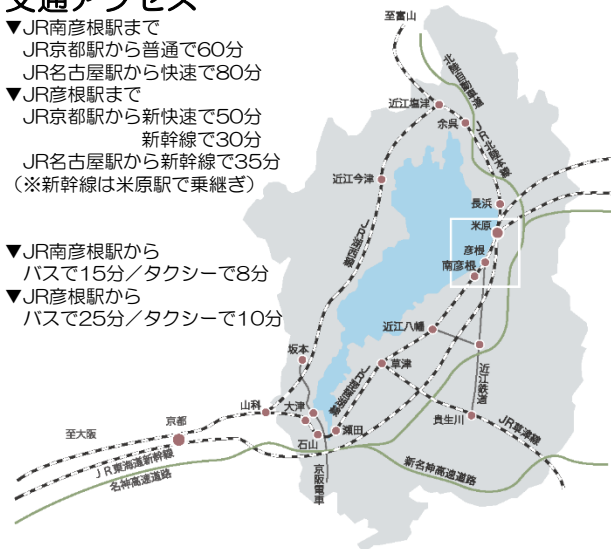 交通アクセス
▼JR南彦根駅まで
JR京都駅から普通で60分
JR名古屋駅から快速で80分
▼JR彦根駅まで
JR京都駅から新快速で50分
新幹線で30分
JR名古屋駅から新幹線で35分
（※新幹線は米原駅で乗継ぎ）
▼JR南彦根駅から
バスで15分／タクシーで8分
▼JR彦根駅から
バスで25分／タクシーで10分
至富山
北陸自動車道
近江塩津
余呉
JR北陸本線
近江今津
長浜
米原
JR湖西線
彦根
南彦根
近江八幡
坂本
草津
近江鉄道
JR琵琶湖線
山科
大津
貴生川
京都
瀬田
JR草津線
至大阪
石山
JR東海道新幹線
京阪電車
新名神高速道路
名神高速道路